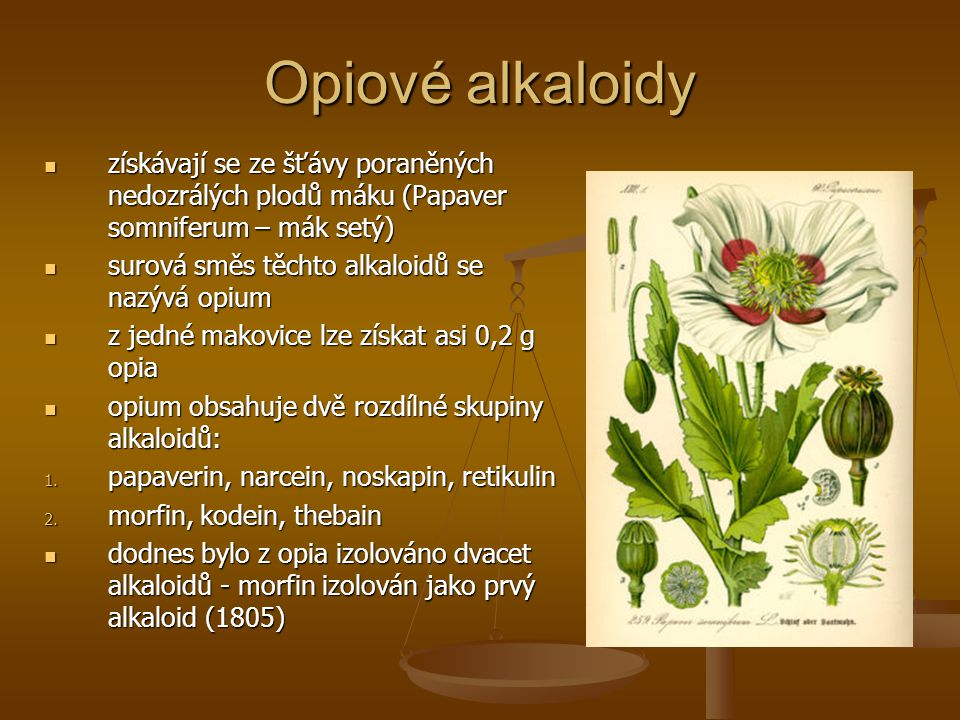 Opiové alkaloidy
získávají se ze šťávy poraněných
nedozrálých plodů máku (Papaver
somniferum – mák setý)
surová směs těchto alkaloidů se
nazývá opium
z jedné makovice lze získat asi 0,2 g
opia
opium obsahuje dvě rozdílné skupiny
alkaloidů:
1. papaverin, narcein, noskapin, retikulin
2. morfin, kodein, thebain
dodnes bylo z opia izolováno dvacet
alkaloidů - morfin izolován jako prvý
alkaloid (1805)
259. Papaver somniferum L. Schlaf oder Gartmohn.